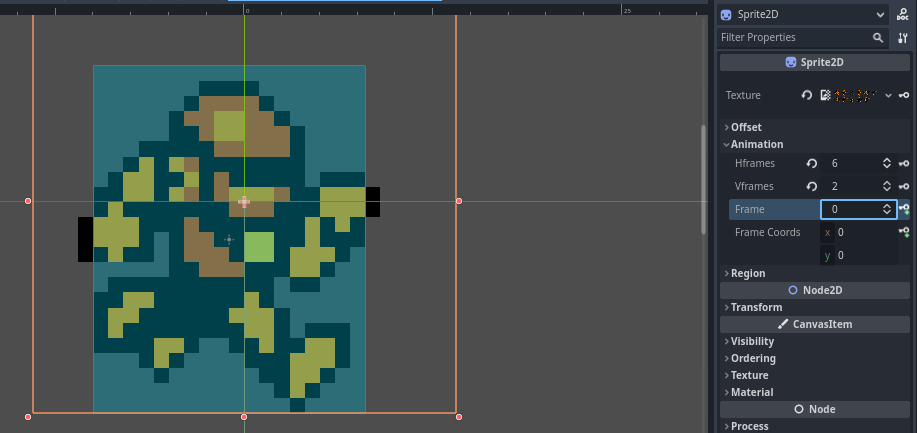 0
25
Sprite2D
Filter Properties
Sprite2D
Texture
Offset
Animation
Hframes 6
Vframes 2
Frame 0
Frame Coords x 0
y 0
Region
Node2D
Transform
CanvasItem
Visibility
Ordering
Texture
Material
Node
Process